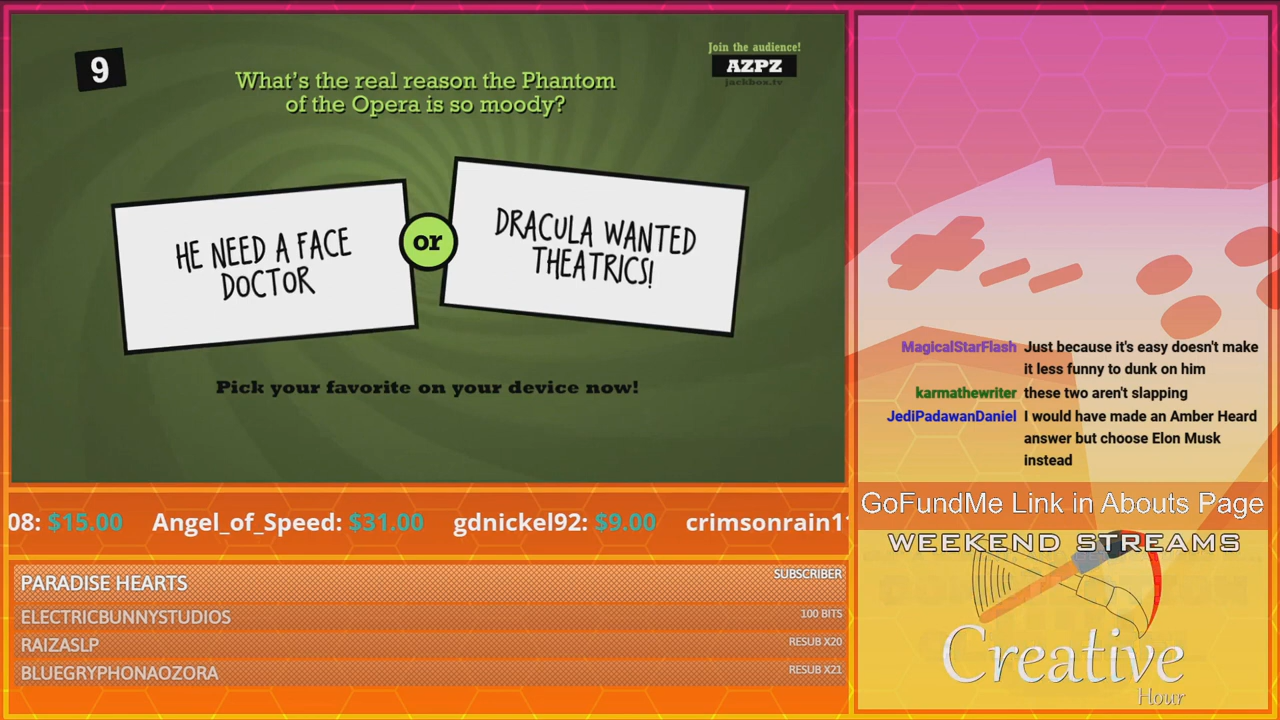 9
What's the real reason the Phantom
of the Opera is so moody?
Join the audience!
AZPZ
jackbox.tv
HE NEED A FACE
DOCTOR
or
DRACULA WANTED
THEATRICS!
Pick your favorite on your device now!
MagicalStarFlash Just because it's easy doesn't make
it less funny to dunk on him
karmathewriter these two aren't slapping
JediPadawanDaniel I would have made an Amber Heard
answer but choose Elon Musk
instead
08: $15.00 Angel_of_Speed: $31.00 gdnickel92: $9.00 crimsonrain11
PARADISE HEARTS SUBSCRIBER
ELECTRICBUNNYSTUDIOS 100 BITS
RAIZASLP RESUB X20
BLUEGRYPHONAOZORA RESUB X21
GoFundMe Link in Abouts Page
WEEKEND STREAMS
Creative
Hour